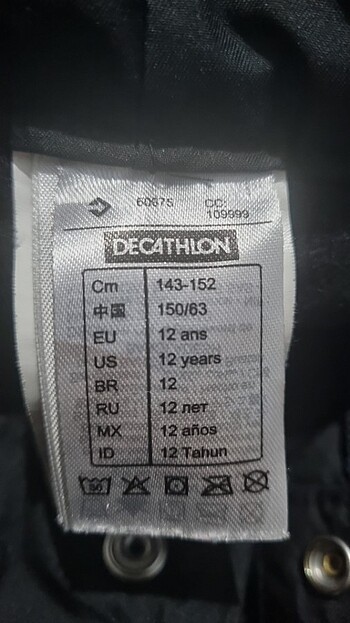 60675 CC:
109999
DECATHLON
Cm 143-152
中国 150/63
EU 12 ans
US 12 years
BR 12
RU 12 лет
MX 12 años
ID 12 Tahun